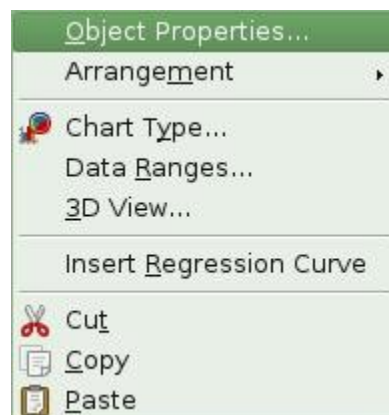 Object Properties...
Arrangement
Chart Type...
Data Ranges...
3D View...
Insert Regression Curve
Cut
Copy
Paste